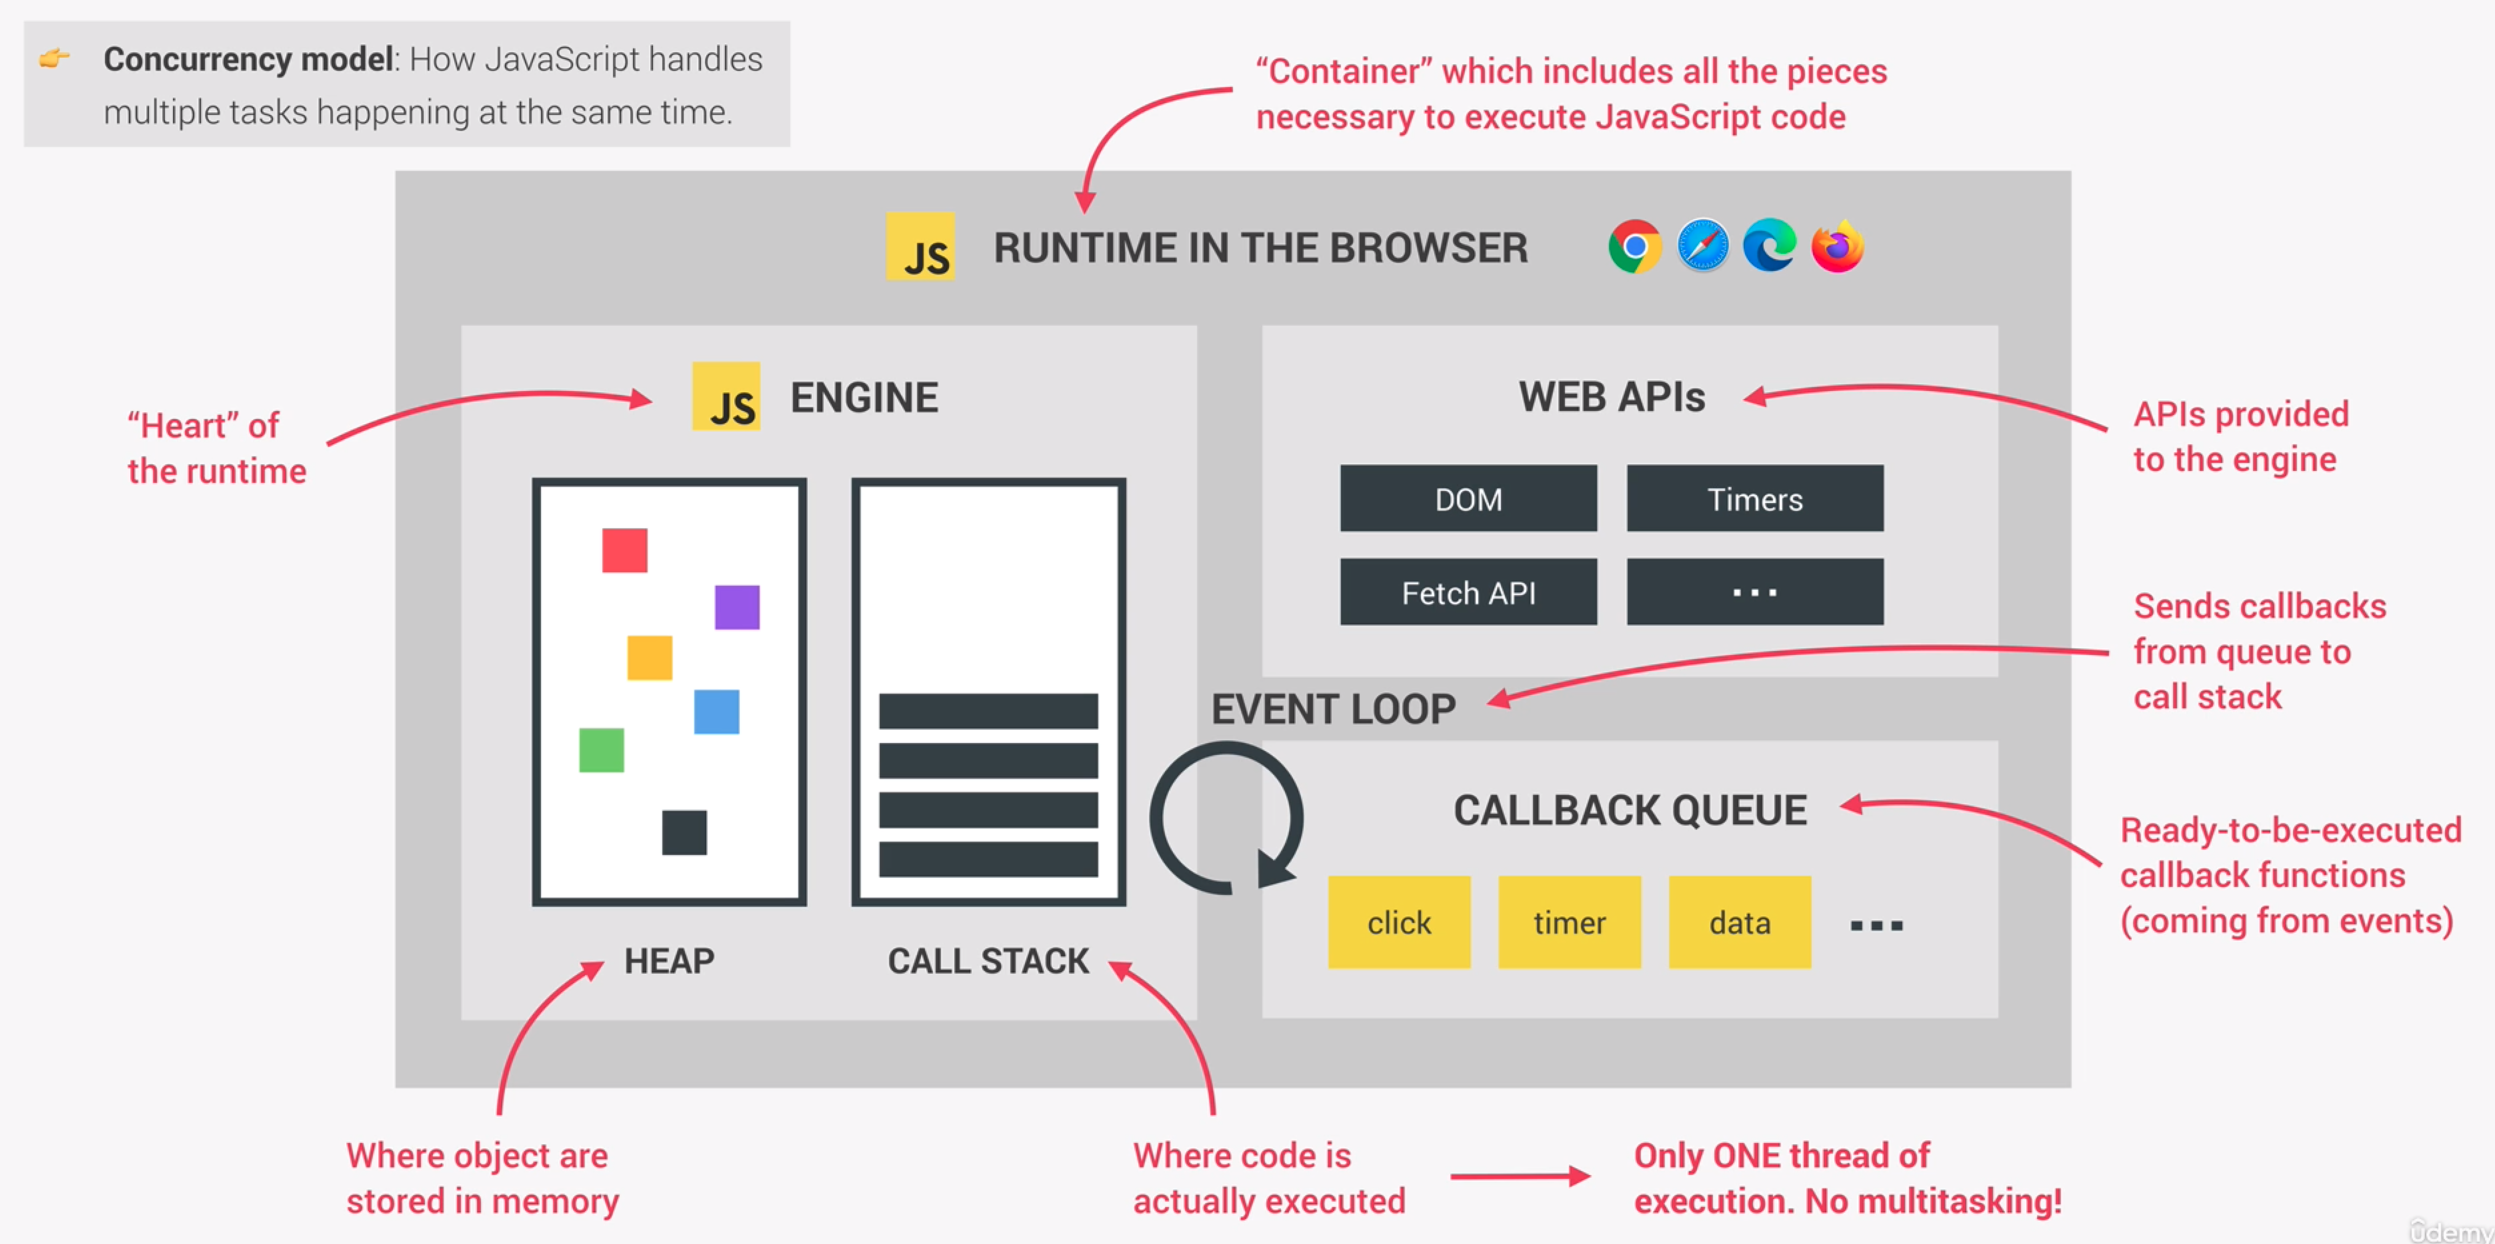 Concurrency model: How JavaScript handles
multiple tasks happening at the same time.
“Container” which includes all the pieces
necessary to execute JavaScript code
JS
RUNTIME IN THE BROWSER
“Heart” of
the runtime
JS
ENGINE
WEB APIs
APIs provided
to the engine
DOM
Timers
Fetch API
...
Sends callbacks
from queue to
call stack
EVENT LOOP
CALLBACK QUEUE
Ready-to-be-executed
callback functions
(coming from events)
click
timer
data
...
HEAP
CALL STACK
Where object are
stored in memory
Where code is
actually executed
Only ONE thread of
execution. No multitasking!
ûdemy